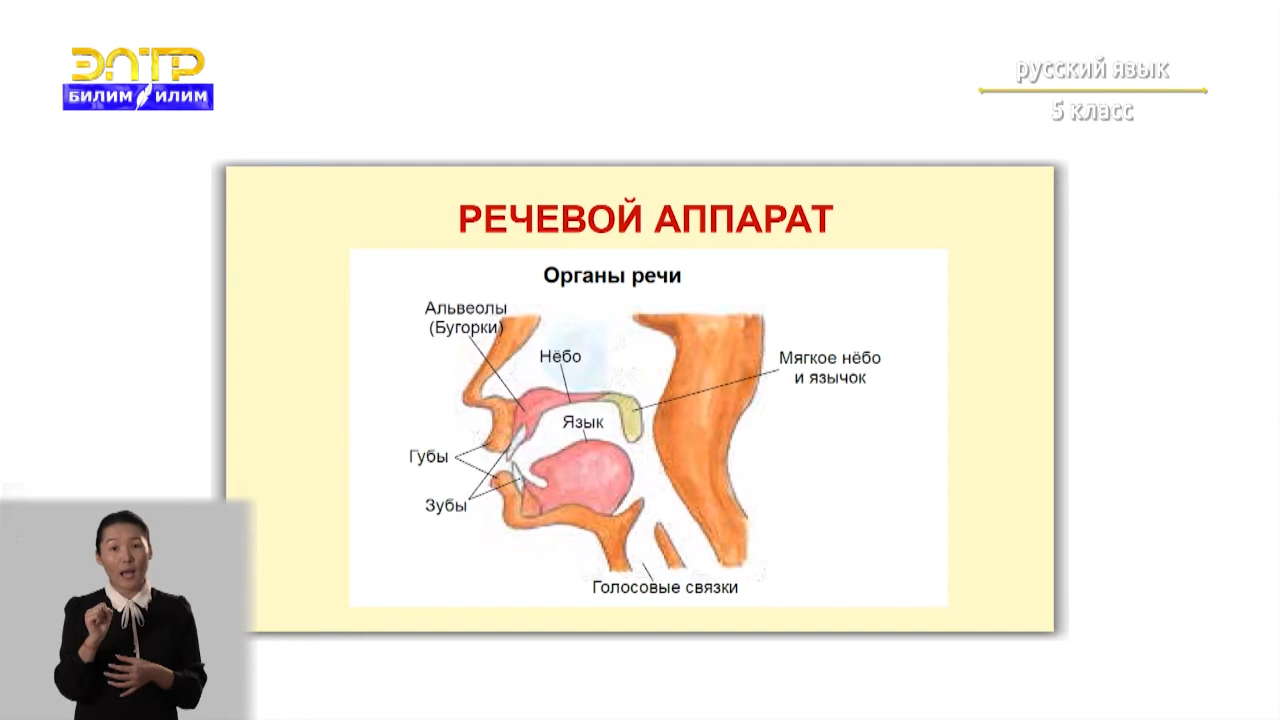 ЭЛТР
БИЛИМ ИЛИМ
русский язык
5 класс
РЕЧЕВОЙ АППАРАТ
Органы речи
Альвеолы
(Бугорки)
Нёбо
Мягкое нёбо
и язычок
Язык
Губы
Зубы
Голосовые связки